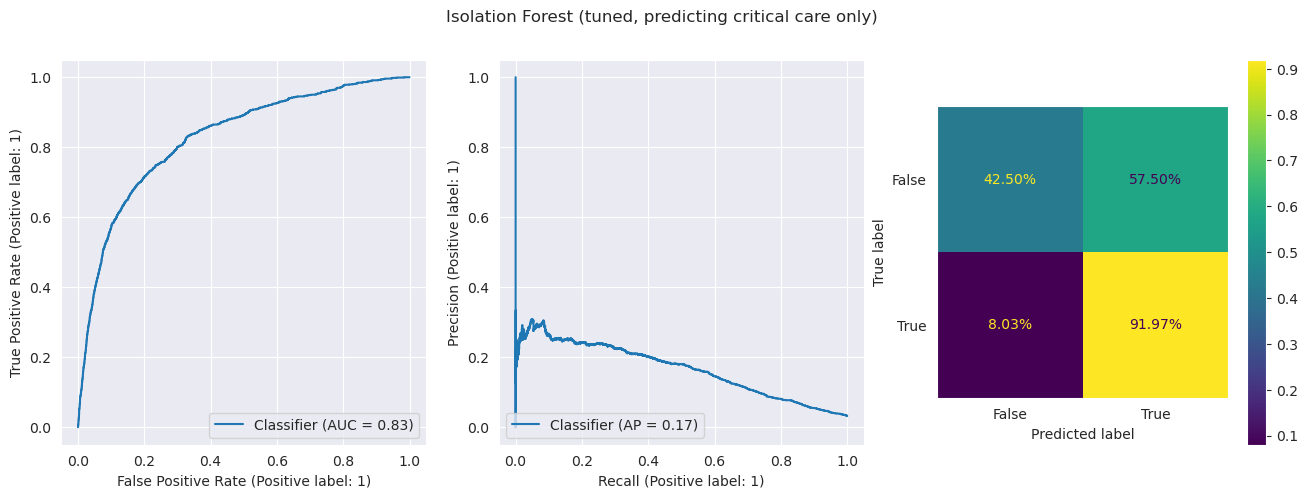 Isolation Forest (tuned, predicting critical care only)
True Positive Rate (Positive label: 1)
1.0
0.8
0.6
0.4
0.2
0.0
0.0 0.2 0.4 0.6 0.8 1.0
False Positive Rate (Positive label: 1)
Classifier (AUC = 0.83)
Precision (Positive label: 1)
1.0
0.8
0.6
0.4
0.2
0.0
0.0 0.2 0.4 0.6 0.8 1.0
Recall (Positive label: 1)
Classifier (AP = 0.17)
True label
False
True
42.50% 57.50%
8.03% 91.97%
False True
Predicted label
0.9
0.8
0.7
0.6
0.5
0.4
0.3
0.2
0.1